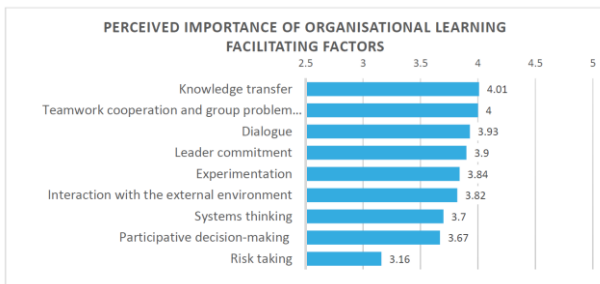 PERCEIVED IMPORTANCE OF ORGANISATIONAL LEARNING
FACILITATING FACTORS
2.5 3 3.5 4 4.5 5
Knowledge transfer 4.01
Teamwork cooperation and group problem... 4
Dialogue 3.93
Leader commitment 3.9
Experimentation 3.84
Interaction with the external environment 3.82
Systems thinking 3.7
Participative decision-making 3.67
Risk taking 3.16